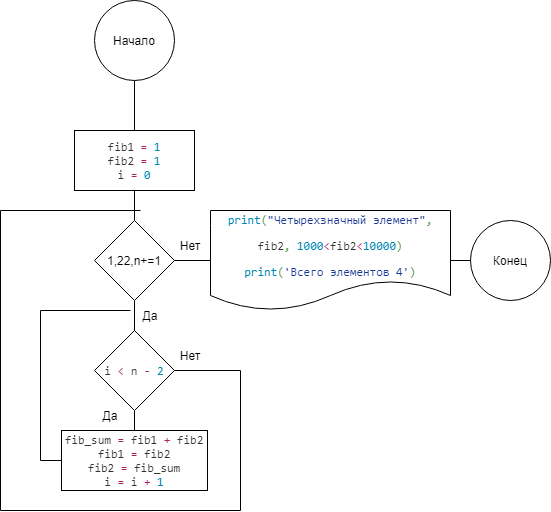 Начало
fib1 = 1
fib2 = 1
i = 0
1,22,n+=1
Нет
print("Четырехзначный элемент",
fib2, 1000<fib2<10000)
print('Всего элементов 4')
Конец
Да
i < n - 2
Нет
Да
fib_sum = fib1 + fib2
fib1 = fib2
fib2 = fib_sum
i = i + 1